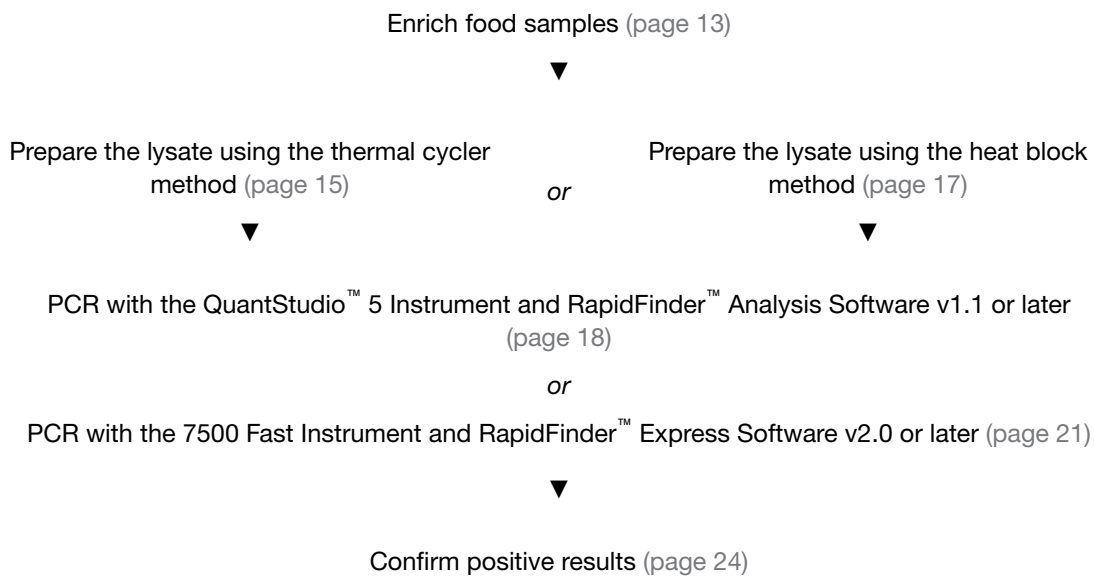 Enrich food samples (page 13)
▼
Prepare the lysate using the thermal cycler
method (page 15)
or
Prepare the lysate using the heat block
method (page 17)
▼
▼
PCR with the QuantStudio™ 5 Instrument and RapidFinder™ Analysis Software v1.1 or later
(page 18)
or
PCR with the 7500 Fast Instrument and RapidFinder™ Express Software v2.0 or later (page 21)
▼
Confirm positive results (page 24)